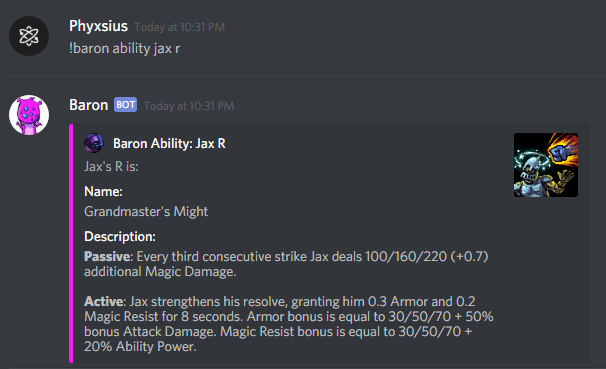 Phyxsius Today at 10:31 PM
!baron ability jax r
Baron BOT Today at 10:31 PM
Baron Ability: Jax R
Jax's R is:
Name:
Grandmaster's Might
Description:
Passive: Every third consecutive strike Jax deals 100/160/220 (+0.7)
additional Magic Damage.
Active: Jax strengthens his resolve, granting him 0.3 Armor and 0.2
Magic Resist for 8 seconds. Armor bonus is equal to 30/50/70 + 50%
bonus Attack Damage. Magic Resist bonus is equal to 30/50/70 +
20% Ability Power.